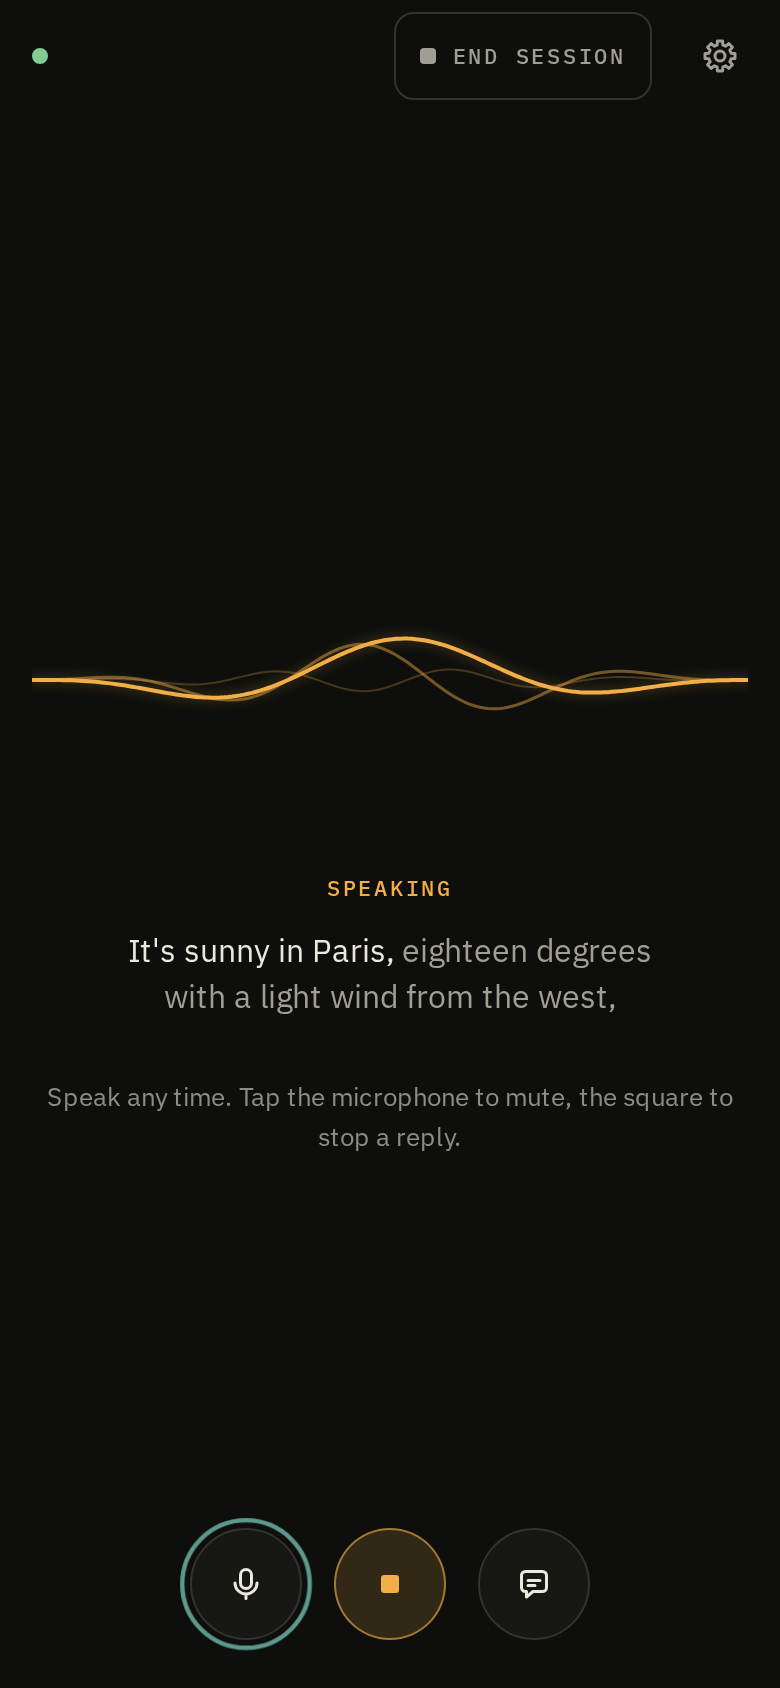 END SESSION
SPEAKING
It's sunny in Paris, eighteen degrees
with a light wind from the west,
Speak any time. Tap the microphone to mute, the square to
stop a reply.